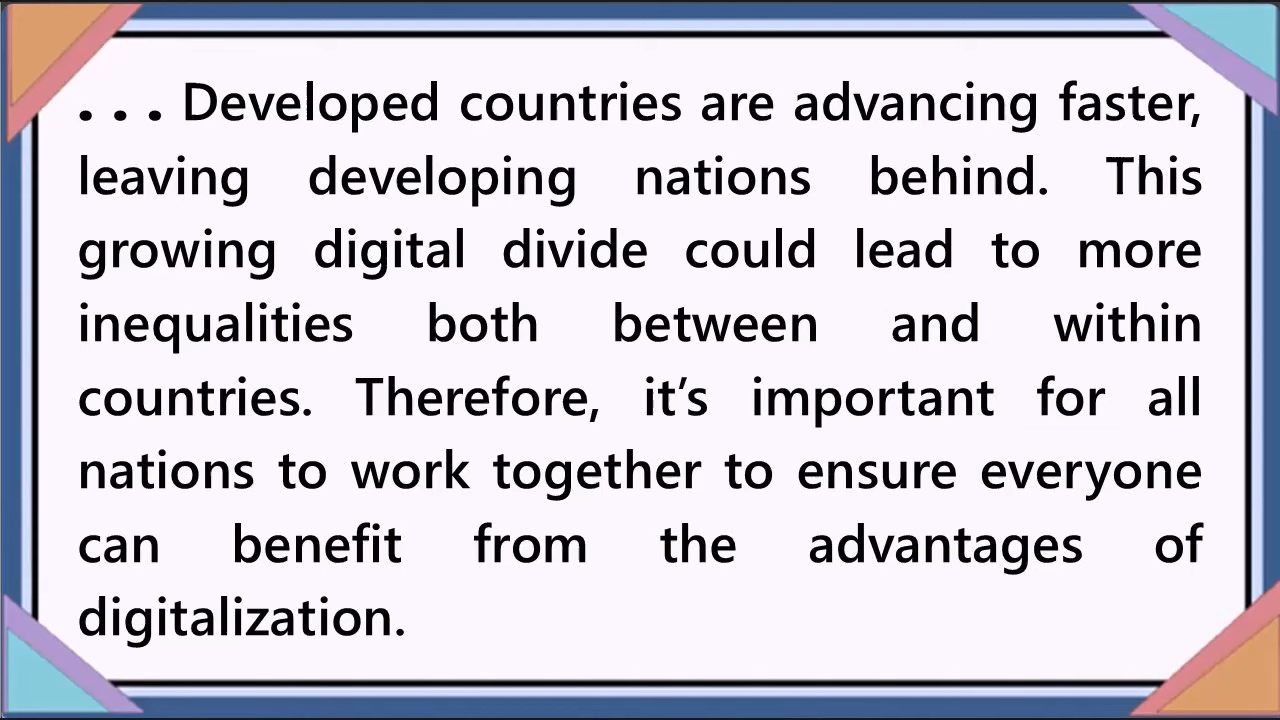 . . . Developed countries are advancing faster,
leaving developing nations behind. This
growing digital divide could lead to more
inequalities both between and within
countries. Therefore, it’s important for all
nations to work together to ensure everyone
can benefit from the advantages of
digitalization.